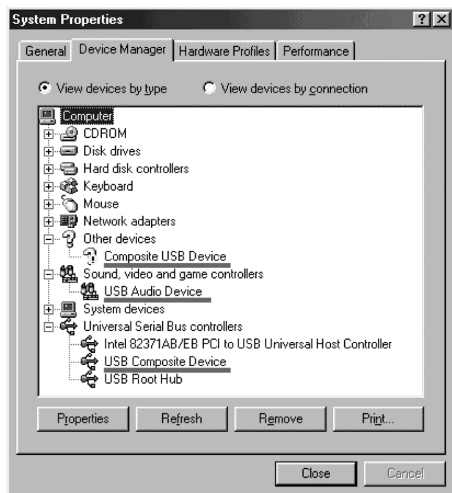 System Properties
General Device Manager Hardware Profiles Performance
View devices by type View devices by connection
Computer
CDROM
Disk drives
Hard disk controllers
Keyboard
Mouse
Network adapters
Other devices
Composite USB Device
Sound, video and game controllers
USB Audio Device
System devices
Universal Serial Bus controllers
Intel 82371AB/EB PCI to USB Universal Host Controller
USB Composite Device
USB Root Hub
Properties Refresh Remove Print...
Close Cancel